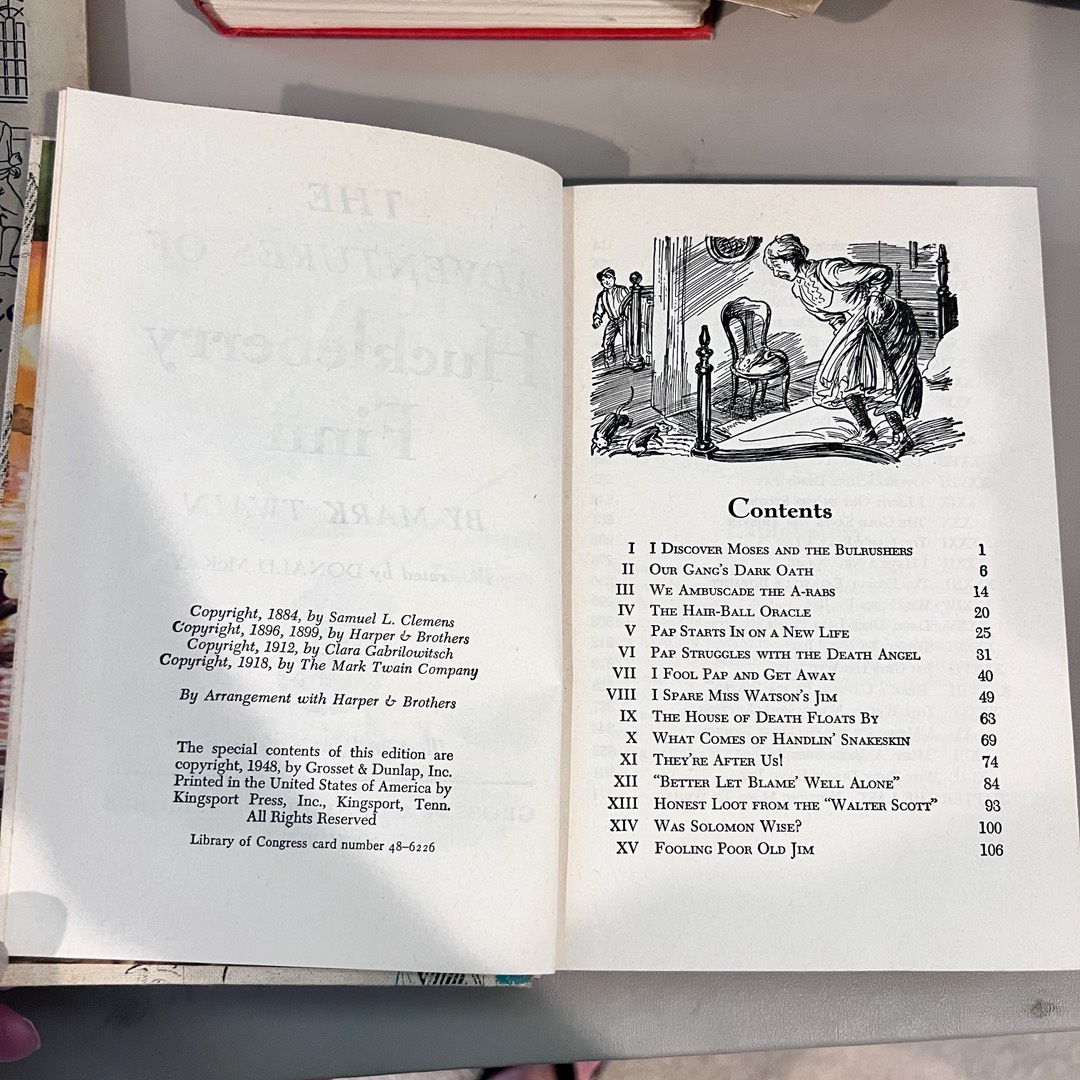 Copyright, 1884, by Samuel L. Clemens
Copyright, 1896, 1899, by Harper & Brothers
Copyright, 1912, by Clara Gabrilowitsch
Copyright, 1918, by The Mark Twain Company
By Arrangement with Harper & Brothers
The special contents of this edition are
copyright, 1948, by Grosset & Dunlap, Inc.
Printed in the United States of America by
Kingsport Press, Inc., Kingsport, Tenn.
All Rights Reserved
Library of Congress card number 48-6226
Contents
I I Discover Moses and the Bulrushers 1
II Our Gang's Dark Oath 6
III We Ambuscade the A-rabs 14
IV The Hair-Ball Oracle 20
V Pap Starts In on a New Life 25
VI Pap Struggles with the Death Angel 31
VII I Fool Pap and Get Away 40
VIII I Spare Miss Watson's Jim 49
IX The House of Death Floats By 63
X What Comes of Handlin' Snakeskin 69
XI They're After Us! 74
XII "Better Let Blame' Well Alone" 84
XIII Honest Loot from the "Walter Scott" 93
XIV Was Solomon Wise? 100
XV Fooling Poor Old Jim 106